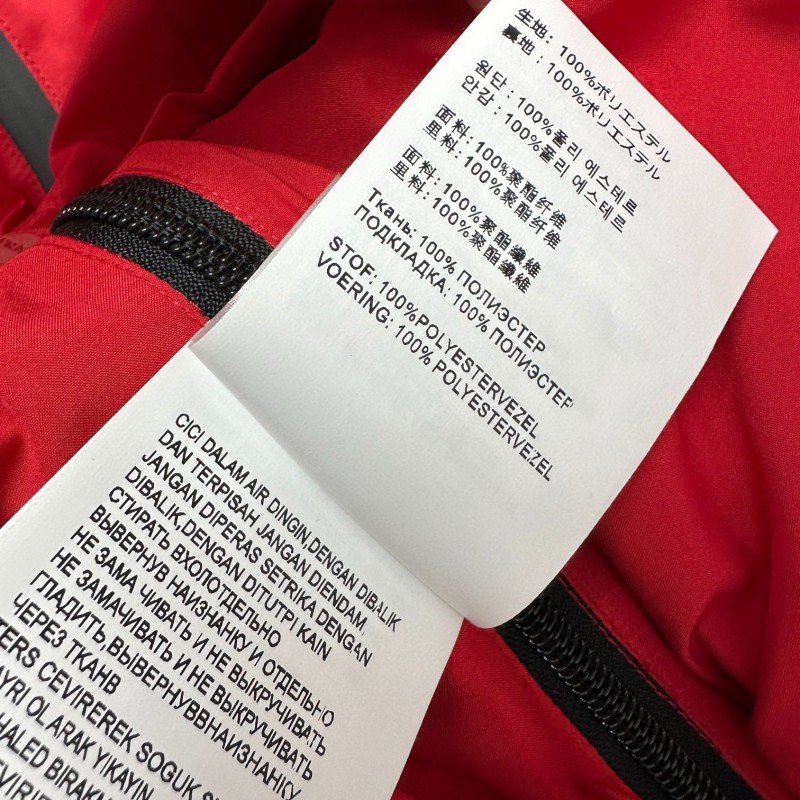 生地: 100%ポリエステル
裏地: 100%ポリエステル
원단: 100%폴리 에스테르
안감: 100%폴리 에스테르
面料: 100%聚酯纤维
里料: 100%聚酯纤维
面料: 100%聚酯纖維
里料: 100%聚酯纖維
Ткань: 100% ПОЛИЭСТЕР
ПОДКЛАДКА: 100% ПОЛИЭСТЕР
STOF: 100%POLYESTERVEZEL
VOERING: 100% POLYESTERVEZEL
CICI DALAM AIR DINGIN,DENGAN DIBALIK
DAN TERPISAH JANGAN DIENDAM,
JANGAN DIPERAS SETRIKA DENGAN
DIBALIK,DENGAN DITUTPI KAIN
СТИРАТЬ ВХОЛОТДЕЛЬНО
ВЫВЕРНУВ НАИЗНАНКУ И ОТДЕЛЬНО
НЕ ЗАМА ЧИВАТЬ И НЕ ВЫКРУЧИВАТЬ
НЕ ЗАМАЧИВАТЬ И НЕ ВЫКРУЧИВАТЬ
ГЛАДИТЬ,ВЫВЕРНУВВНАИЗНАНКУ
ЧЕРЕЗ ТКАНВ
TERS CEVIREREK SOGUK
AYRI OLARAK YIKAYIN
HALED BIRAKM